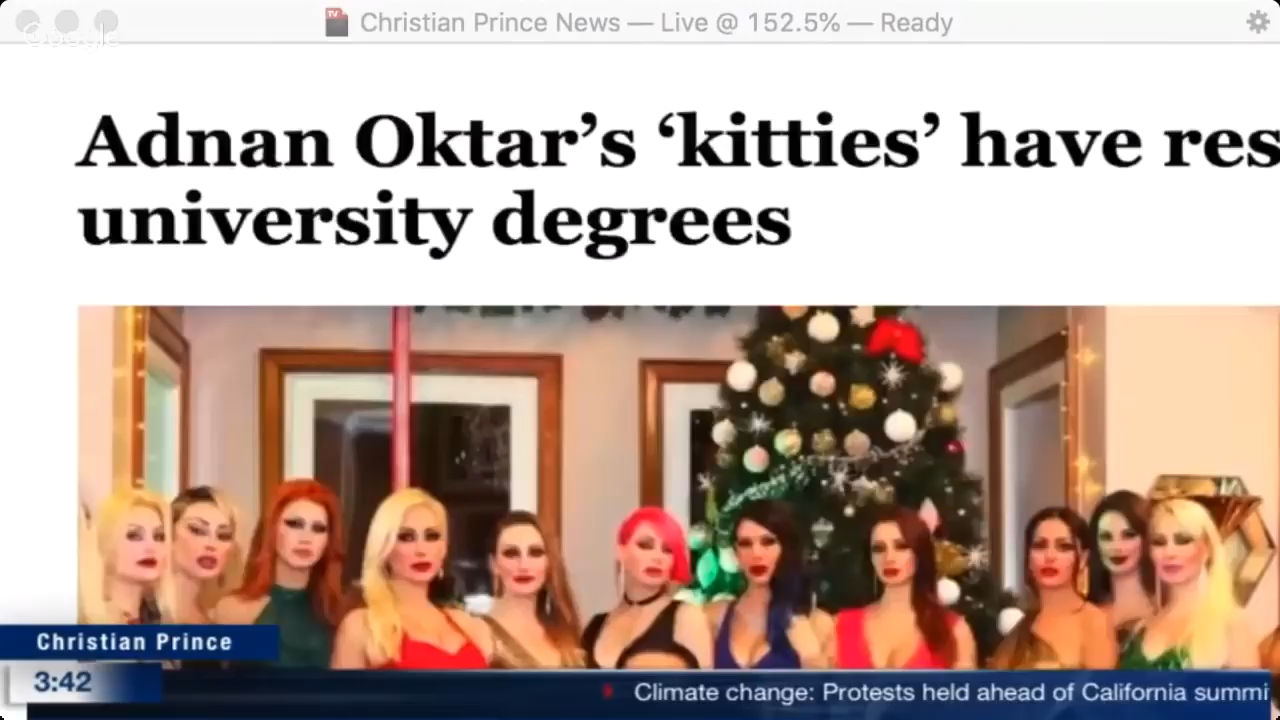 Christian Prince News — Live @ 152.5% — Ready
Google
Adnan Oktar’s ‘kitties’ have res
university degrees
Christian Prince
3:42
Climate change: Protests held ahead of California summi